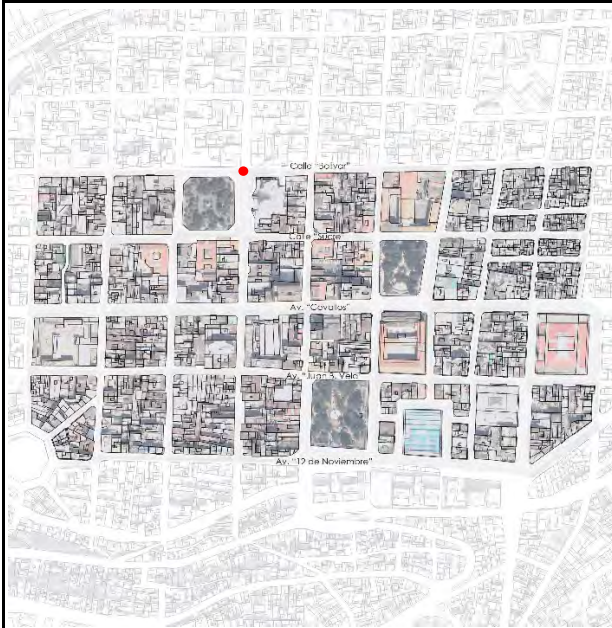 Calle "Bolívar"
Calle "Sucre"
Av. "Cevallos"
Av. "Juan B. Vela"
Av. "12 de Noviembre"